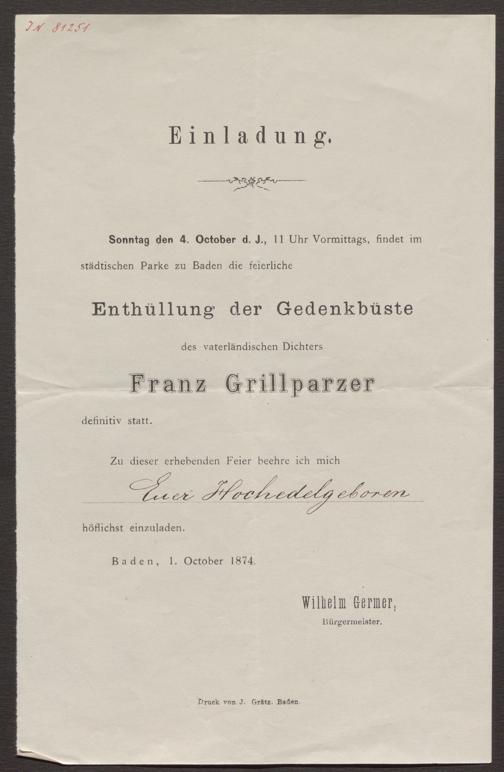 IN 81251
Einladung.
Sonntag den 4. October d. J., 11 Uhr Vormittags, findet im
städtischen Parke zu Baden die feierliche
Enthüllung der Gedenkbüste
des vaterländischen Dichters
Franz Grillparzer
definitiv statt.
Zu dieser erhebenden Feier beehre ich mich
Euer Hochedelgeboren
höflichst einzuladen.
Baden, 1. October 1874.
Wilhelm Germer,
Bürgermeister.
Druck von J. Grätz. Baden.